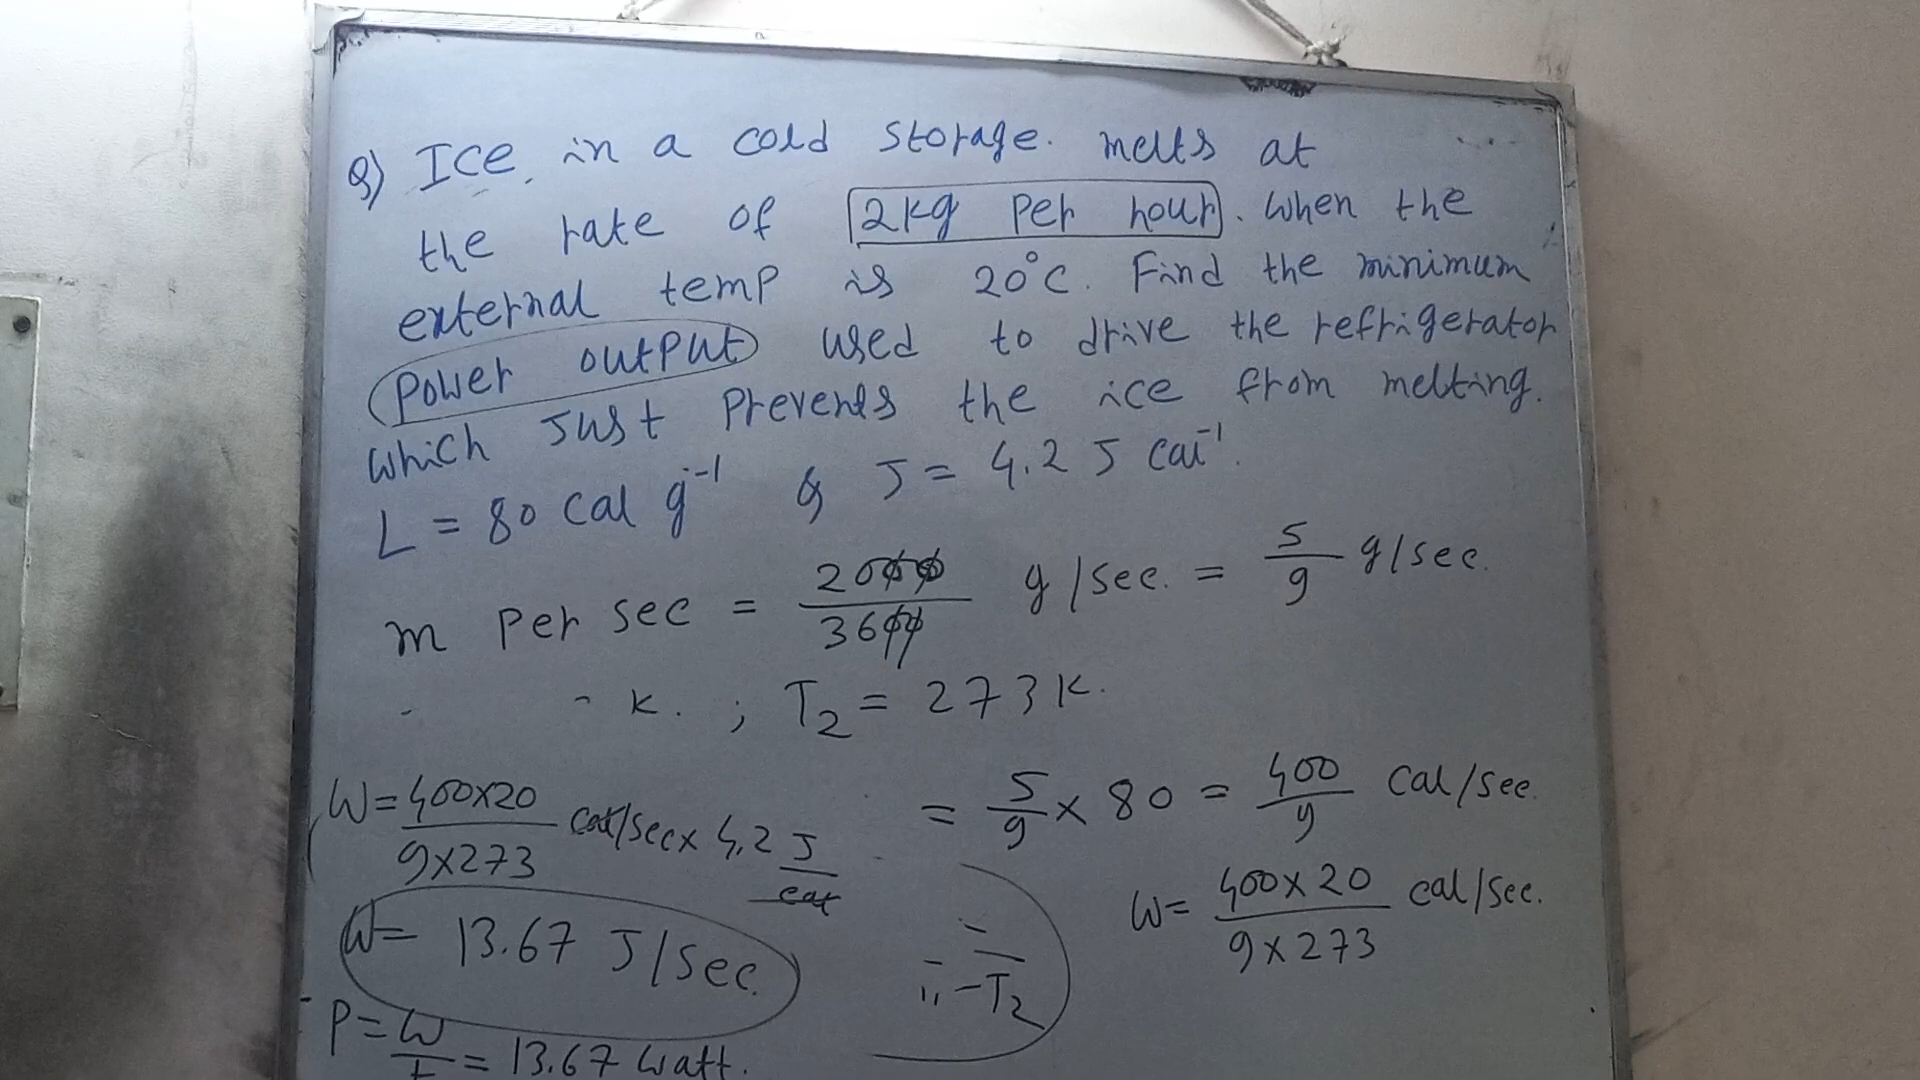 Q) Ice in a cold storage. melts at
the rate of 2kg per hour. When the
external temp is 20°C. Find the minimum
power output used to drive the refrigerator
which just prevents the ice from melting.
L = 80 cal g⁻¹ & J = 4.2 J cal⁻¹.
m per sec = 2000/3600 g/sec. = 5/9 g/sec.
K. ; T₂ = 273 K.
= 5/9 × 80 = 400/9 cal/sec.
W = 400×20/9×273 cal/sec.
W = 400×20/9×273 cal/sec × 4.2 J/cal
W = 13.67 J/sec.
- T₂
P = W/t = 13.67 watt.